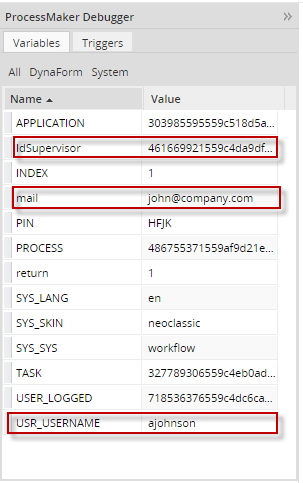 ProcessMaker Debugger »
Variables Triggers
All DynaForm System
Name Value
APPLICATION 303985595559c518d5a...
IdSupervisor 461669921559c4da9df...
INDEX 1
mail john@company.com
PIN HFJK
PROCESS 486755371559af9d21e...
return 1
SYS_LANG en
SYS_SKIN neoclassic
SYS_SYS workflow
TASK 327789306559c4eb0ad...
USER_LOGGED 718536376559c4dc6ca...
USR_USERNAME ajohnson